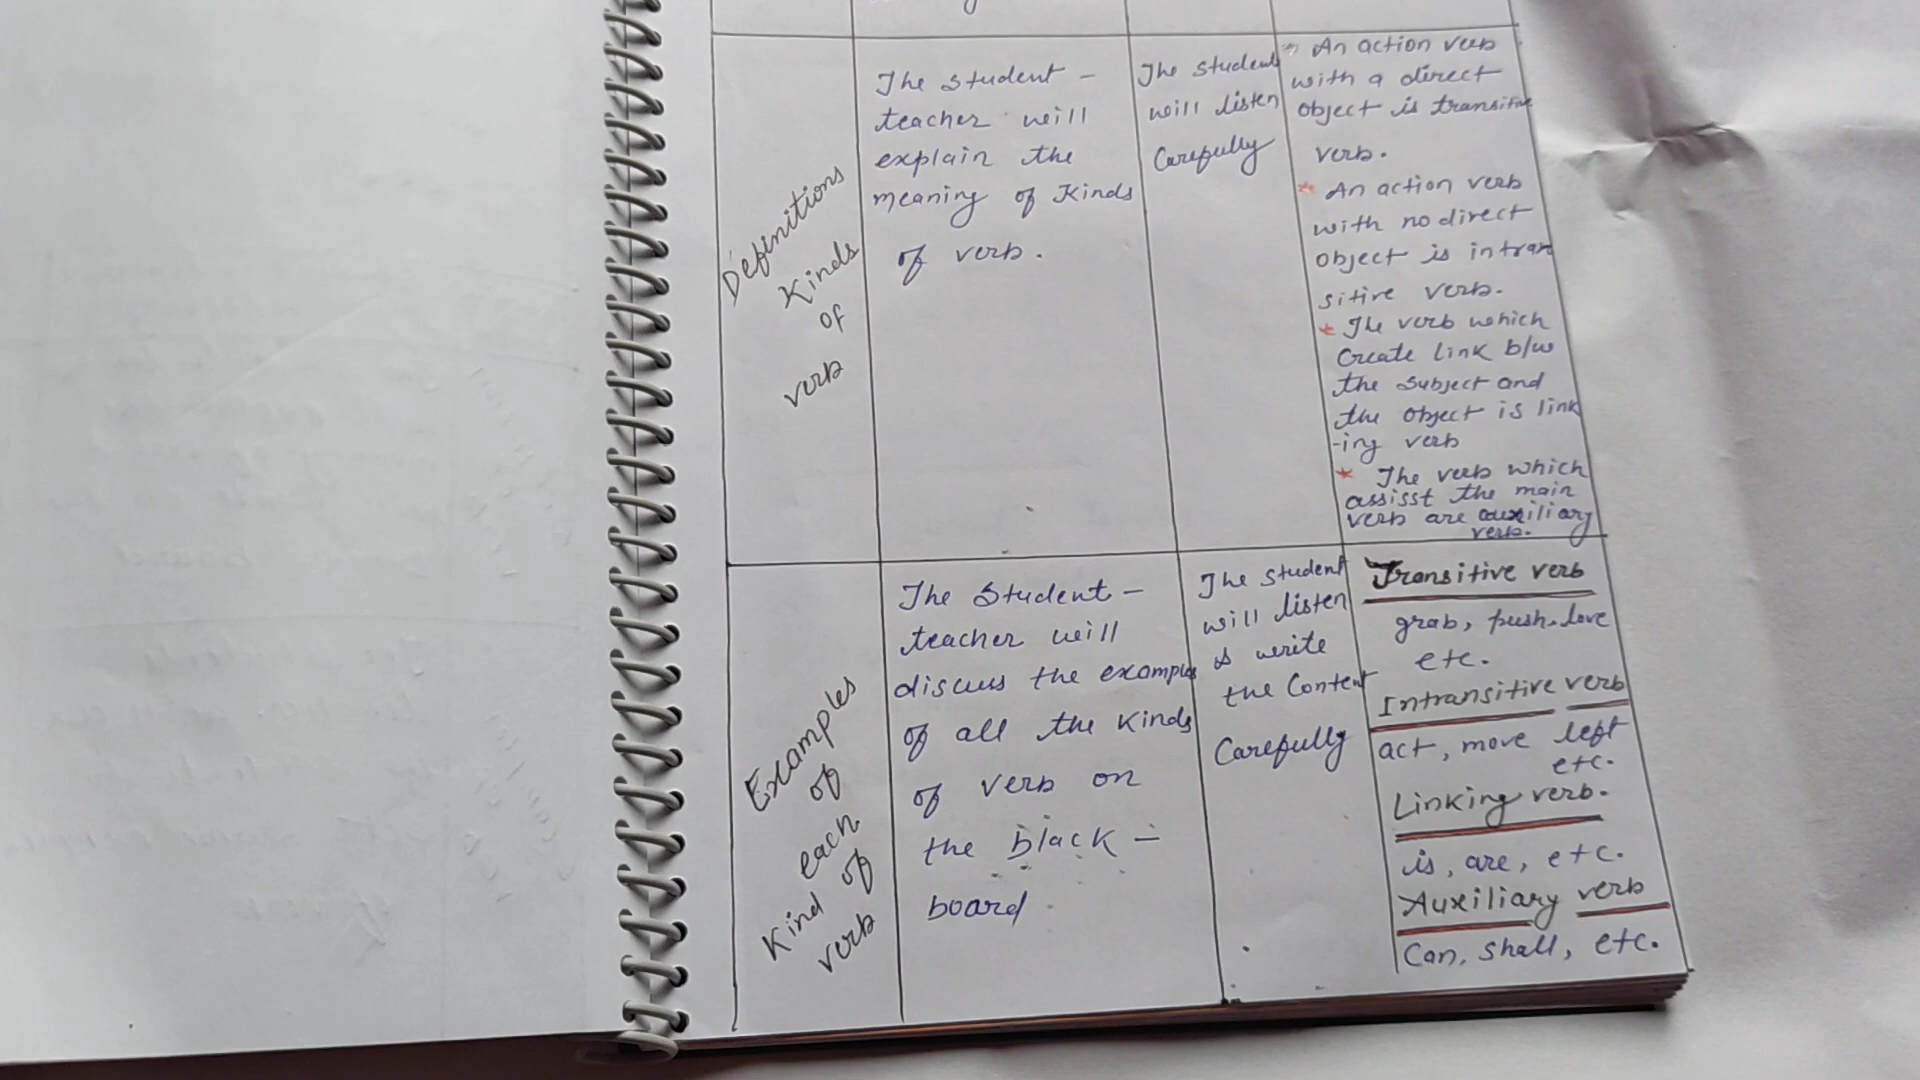 Definitions
Kinds
of
verb
The student -
teacher will
explain the
meaning of Kinds
of verb.
The student
will listen
Carefully
* An action verb
with a direct
object is transitive
verb.
* An action verb
with no direct
object is intran
sitive verb.
* The verb which
Create link b/w
the subject and
the object is link
-ing verb
* The verb which
assisst the main
verb are auxiliary
verb.
Examples
of
each
Kind of
verb
The Student -
teacher will
discuss the examples
of all the Kinds
of verb on
the black -
board
The student
will listen
& write
the Content
Carefully
Transitive verb
grab, push, love
etc.
Intransitive verb
act, move left
etc.
Linking verb.
is, are, etc.
Auxiliary verb
Can, shall, etc.